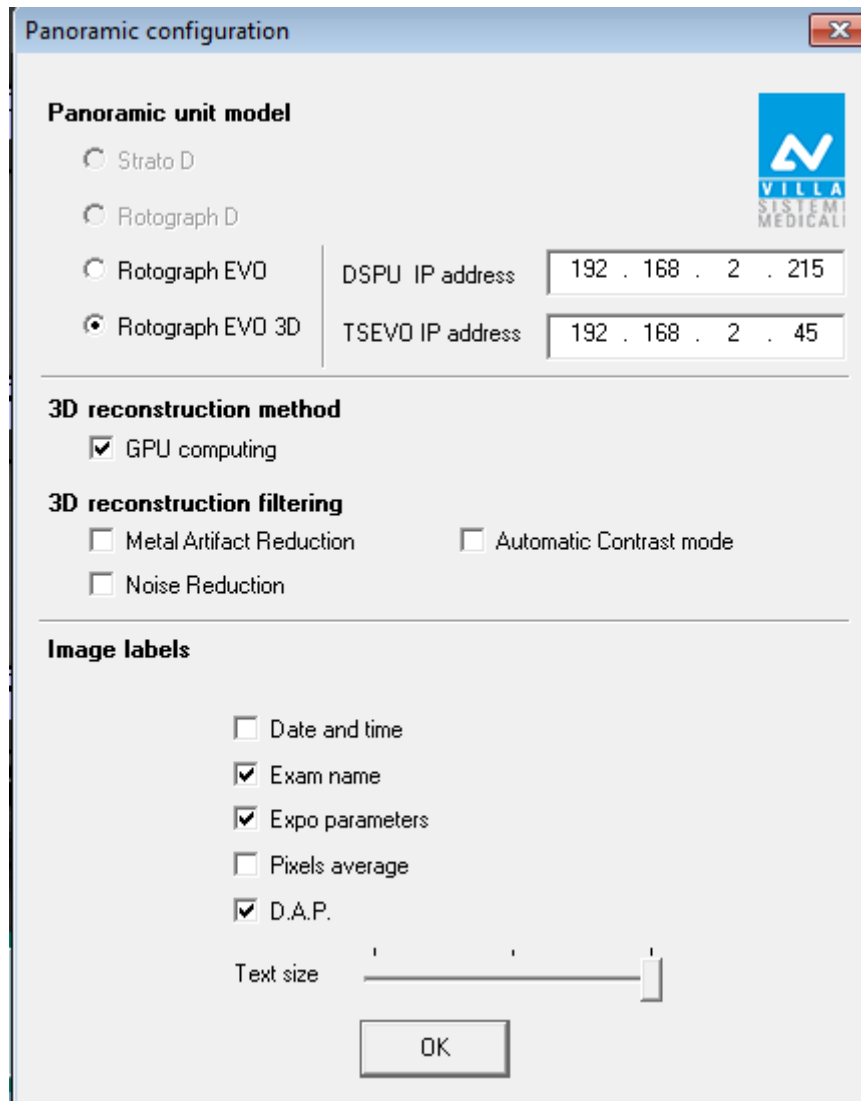 Panoramic configuration
Panoramic unit model
Strato D
VILLA
SISTEMI
MEDICALI
Rotograph D
Rotograph EVO
DSPU IP address 192 . 168 . 2 . 215
Rotograph EVO 3D
TSEVO IP address 192 . 168 . 2 . 45
3D reconstruction method
GPU computing
3D reconstruction filtering
Metal Artifact Reduction Automatic Contrast mode
Noise Reduction
Image labels
Date and time
Exam name
Expo parameters
Pixels average
D.A.P.
Text size
OK